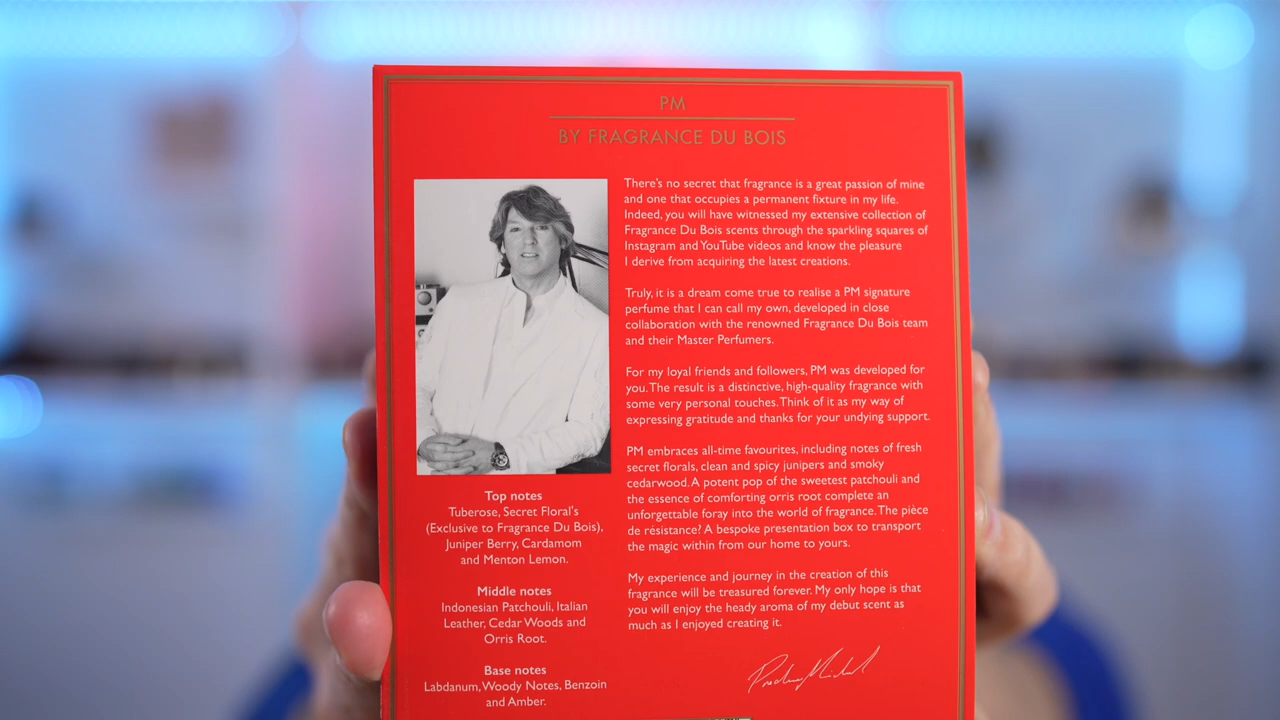 PM
BY FRAGRANCE DU BOIS
There's no secret that fragrance is a great passion of mine
and one that occupies a permanent fixture in my life.
Indeed, you will have witnessed my extensive collection of
Fragrance Du Bois scents through the sparkling squares of
Instagram and YouTube videos and know the pleasure
I derive from acquiring the latest creations.
Truly, it is a dream come true to realise a PM signature
perfume that I can call my own, developed in close
collaboration with the renowned Fragrance Du Bois team
and their Master Perfumers.
For my loyal friends and followers, PM was developed for
you. The result is a distinctive, high-quality fragrance with
some very personal touches. Think of it as my way of
expressing gratitude and thanks for your undying support.
PM embraces all-time favourites, including notes of fresh
secret florals, clean and spicy junipers and smoky
cedarwood. A potent pop of the sweetest patchouli and
the essence of comforting orris root complete an
unforgettable foray into the world of fragrance. The pièce
de résistance? A bespoke presentation box to transport
the magic within from our home to yours.
My experience and journey in the creation of this
fragrance will be treasured forever. My only hope is that
you will enjoy the heady aroma of my debut scent as
much as I enjoyed creating it.
Top notes
Tuberose, Secret Floral's
(Exclusive to Fragrance Du Bois),
Juniper Berry, Cardamom
and Menton Lemon.
Middle notes
Indonesian Patchouli, Italian
Leather, Cedar Woods and
Orris Root.
Base notes
Labdanum, Woody Notes, Benzoin
and Amber.